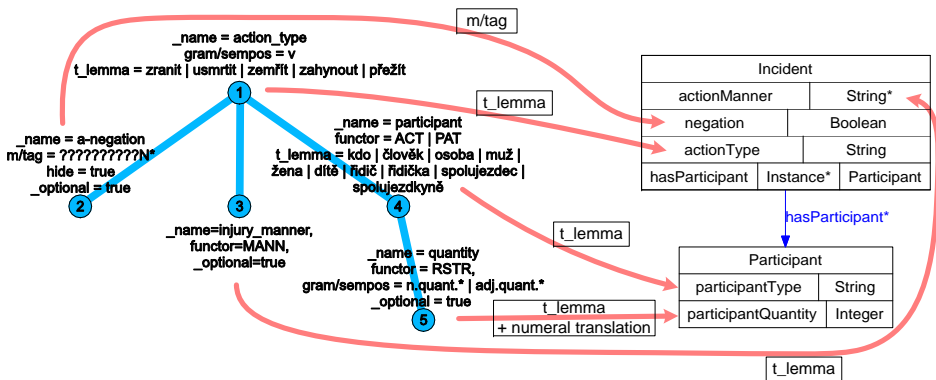 m/tag
_name = action_type
gram/sempos = v
t_lemma = zranit | usmrtit | zemřít | zahynout | přežít
1
t_lemma
_name = a-negation
m/tag = ??????????N*
hide = true
_optional = true
2
_name = participant
functor = ACT | PAT
t_lemma = kdo | člověk | osoba | muž |
žena | dítě | řidič | řidička | spolujezdec |
spolujezdkyně
3
4
_name=injury_manner,
functor=MANN,
_optional=true
_name = quantity
functor = RSTR,
gram/sempos = n.quant.* | adj.quant.*
_optional = true
5
t_lemma
t_lemma
+ numeral translation
t_lemma
Incident
actionManner String*
negation Boolean
actionType String
hasParticipant Instance* Participant
hasParticipant*
Participant
participantType String
participantQuantity Integer